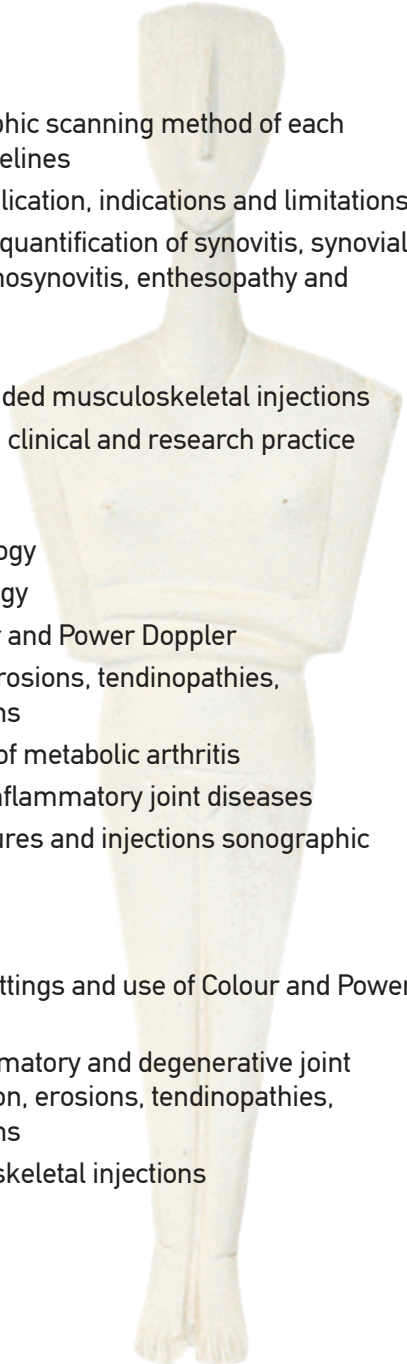 phic scanning method of each
elines
lication, indications and limitations
quantification of synovitis, synovial
nosynovitis, enthesopathy and
ded musculoskeletal injections
clinical and research practice
ogy
gy
and Power Doppler
rosions, tendinopathies,
ns
of metabolic arthritis
nflammatory joint diseases
ures and injections sonographic
ttings and use of Colour and Power
matory and degenerative joint
on, erosions, tendinopathies,
ns
skeletal injections